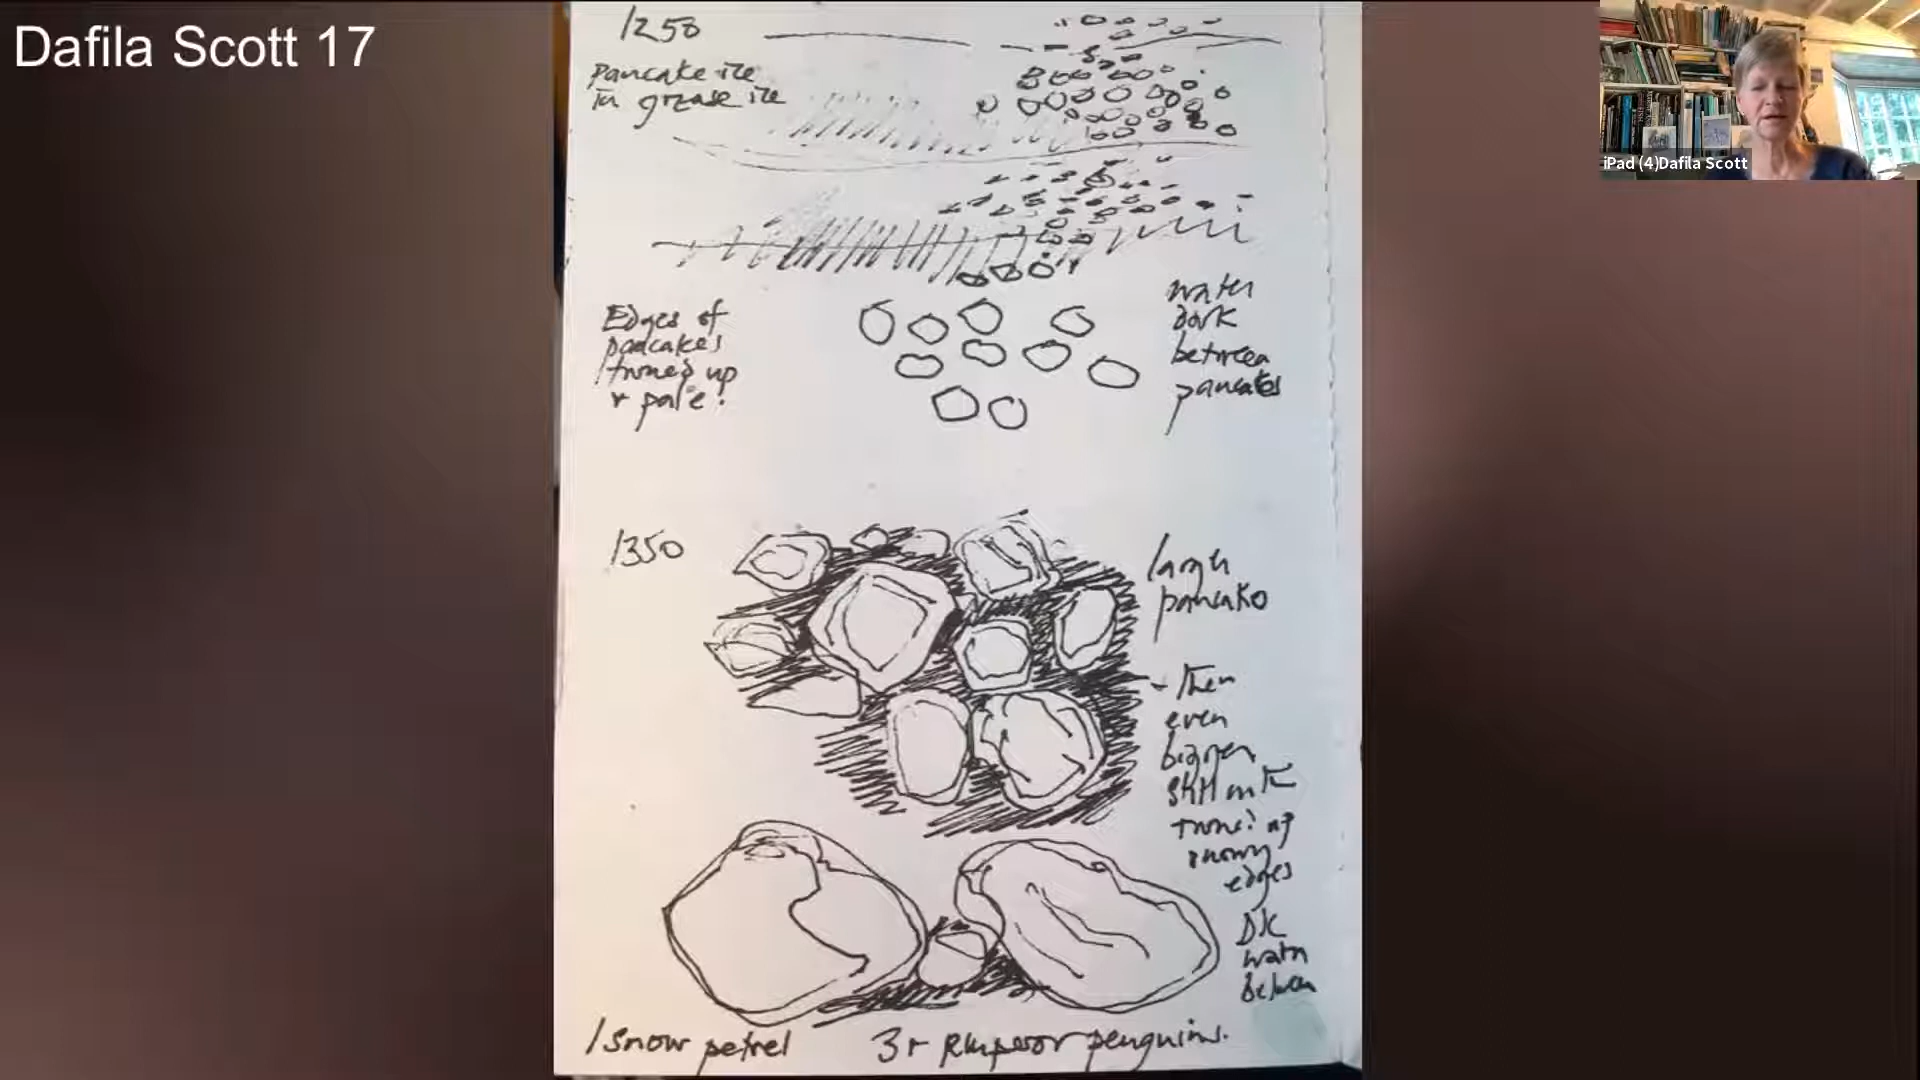 Dafila Scott 17
iPad (4)Dafila Scott
1250
pancake ice
in grease ice
Edges of
pancakes
turned up
& pale!
water
dark
between
pancakes
1350
larger
pancakes
- then
even
bigger
still with
turned up
snowy
edges
DK
water
between
1 snow petrel 3+ Emperor penguins.